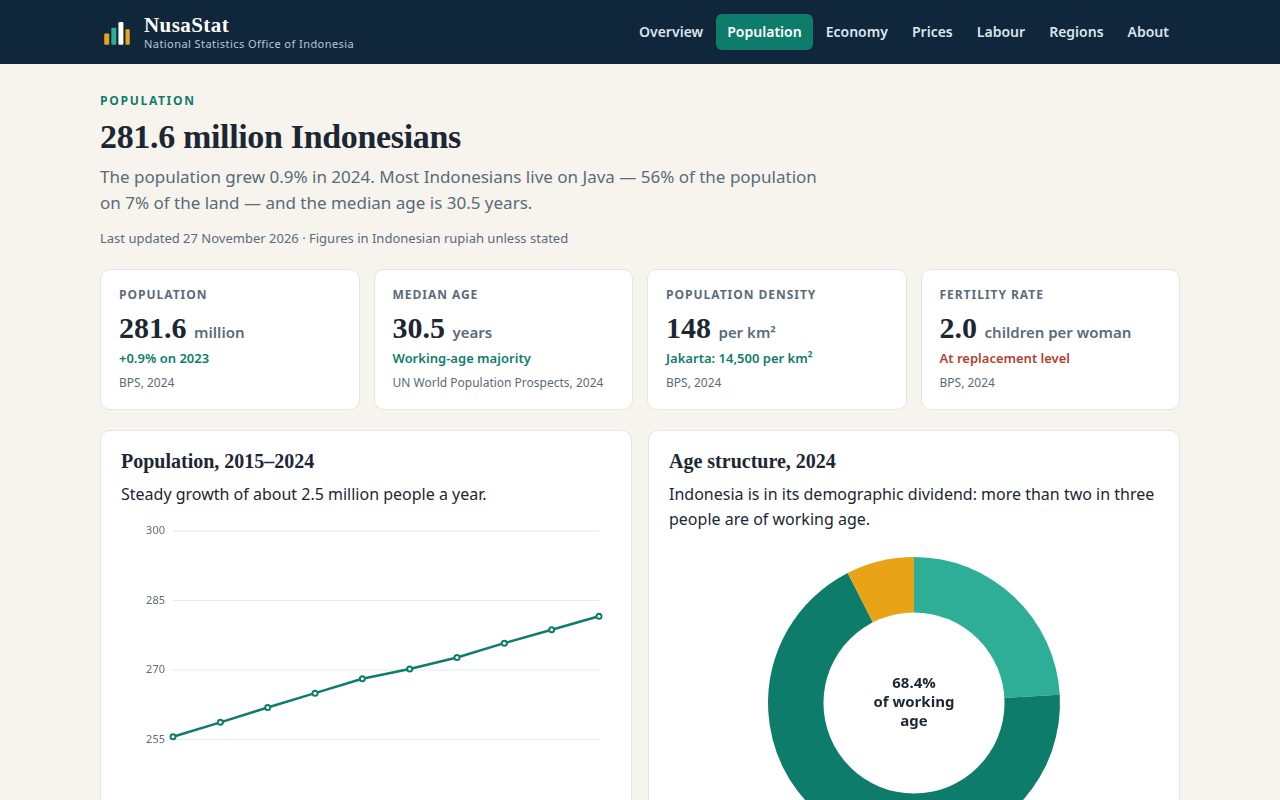 NusaStat
National Statistics Office of Indonesia
Overview
Population
Economy
Prices
Labour
Regions
About
POPULATION
281.6 million Indonesians
The population grew 0.9% in 2024. Most Indonesians live on Java — 56% of the population
on 7% of the land — and the median age is 30.5 years.
Last updated 27 November 2026 · Figures in Indonesian rupiah unless stated
POPULATION
281.6 million
+0.9% on 2023
BPS, 2024
MEDIAN AGE
30.5 years
Working-age majority
UN World Population Prospects, 2024
POPULATION DENSITY
148 per km²
Jakarta: 14,500 per km²
BPS, 2024
FERTILITY RATE
2.0 children per woman
At replacement level
BPS, 2024
Population, 2015–2024
Steady growth of about 2.5 million people a year.
300
285
270
255
Age structure, 2024
Indonesia is in its demographic dividend: more than two in three
people are of working age.
68.4%
of working
age